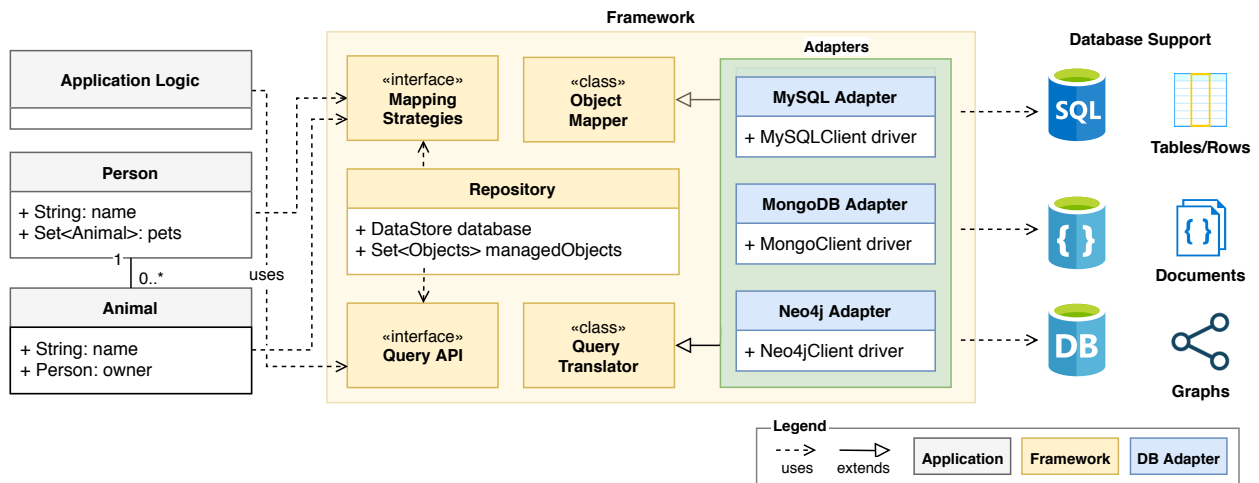 Framework
Application Logic
Person
+ String: name
+ Set<Animal>: pets
1
0..*
uses
Animal
+ String: name
+ Person: owner
«interface»
Mapping
Strategies
«class»
Object
Mapper
Repository
+ DataStore database
+ Set<Objects> managedObjects
«interface»
Query API
«class»
Query
Translator
Adapters
MySQL Adapter
+ MySQLClient driver
MongoDB Adapter
+ MongoClient driver
Neo4j Adapter
+ Neo4jClient driver
Database Support
SQL
Tables/Rows
{ }
{ }
Documents
DB
Graphs
Legend
uses
extends
Application
Framework
DB Adapter